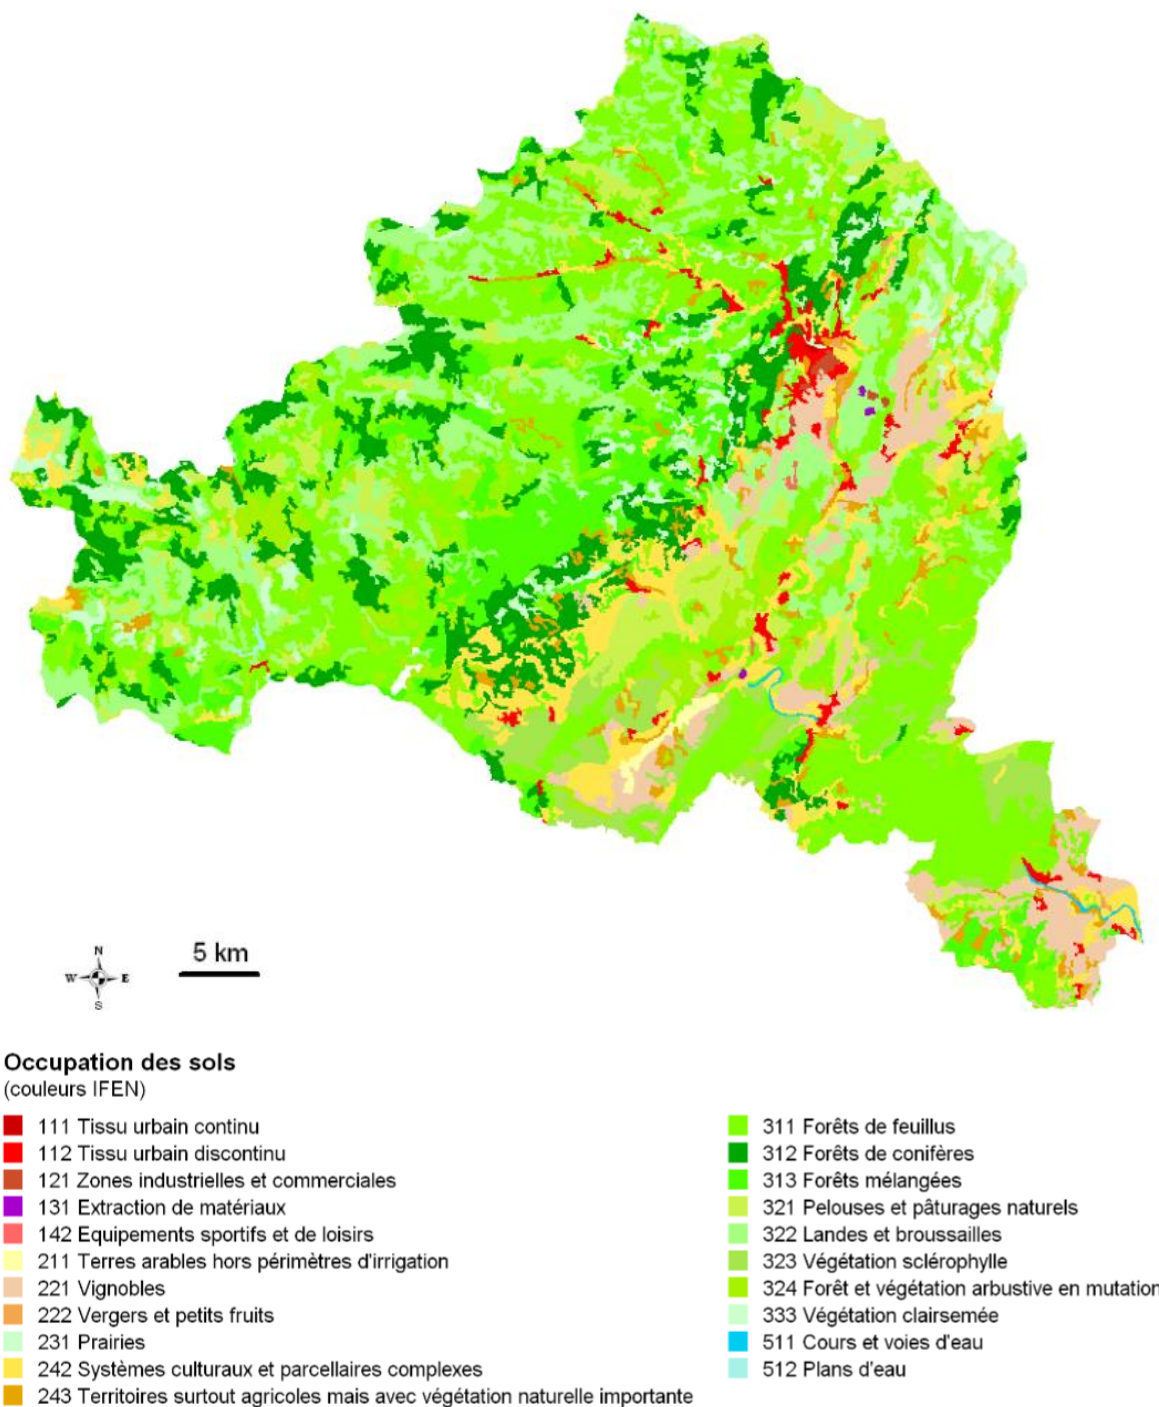 N
W E
S
5 km
Occupation des sols
(couleurs IFEN)
111 Tissu urbain continu
112 Tissu urbain discontinu
121 Zones industrielles et commerciales
131 Extraction de matériaux
142 Equipements sportifs et de loisirs
211 Terres arables hors périmètres d'irrigation
221 Vignobles
222 Vergers et petits fruits
231 Prairies
242 Systèmes culturaux et parcellaires complexes
243 Territoires surtout agricoles mais avec végétation naturelle importante
311 Forêts de feuillus
312 Forêts de conifères
313 Forêts mélangées
321 Pelouses et pâturages naturels
322 Landes et broussailles
323 Végétation sclérophylle
324 Forêt et végétation arbustive en mutation
333 Végétation clairsemée
511 Cours et voies d'eau
512 Plans d'eau